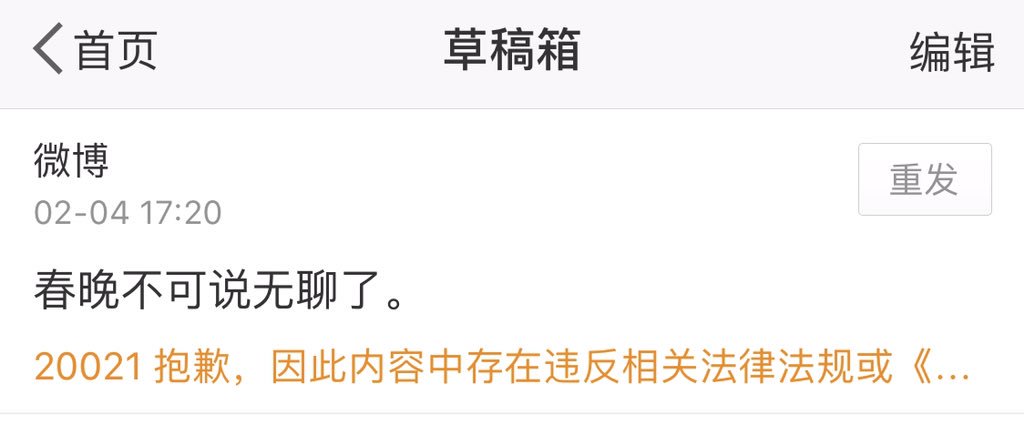 首页 草稿箱 编辑
微博
重发
02-04 17:20
春晚不可说无聊了。
20021 抱歉，因此内容中存在违反相关法律法规或《...